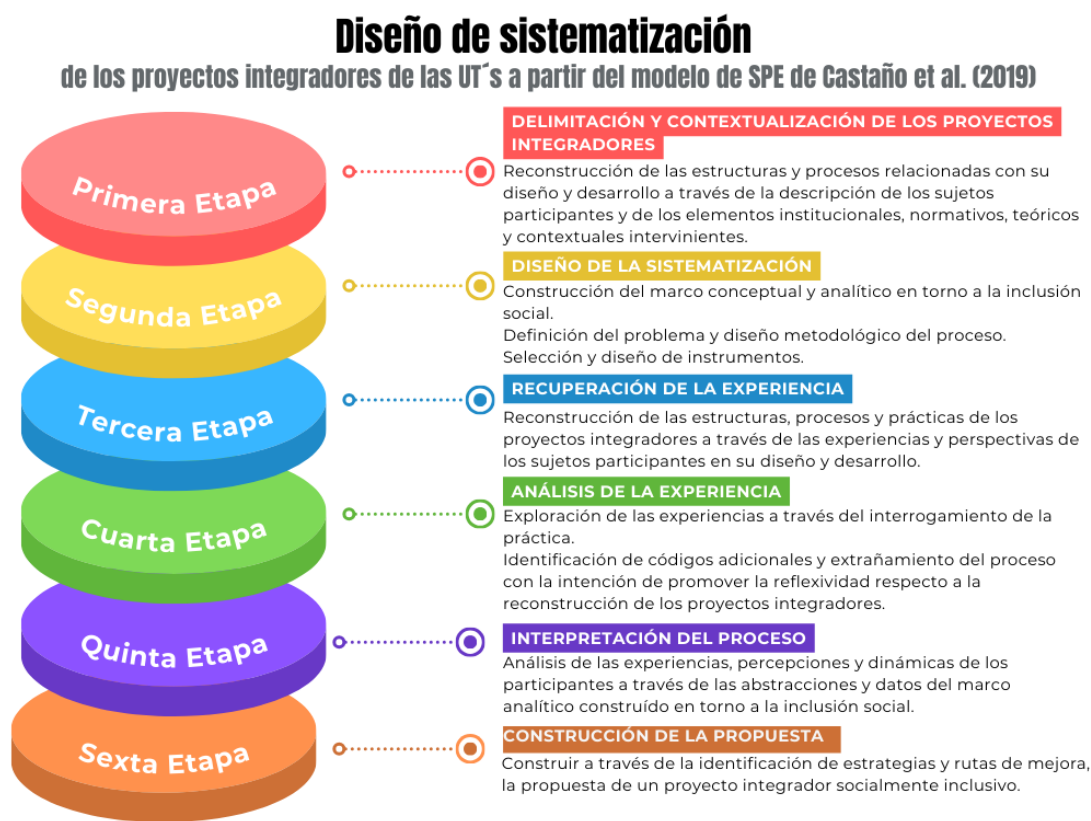 Diseño de sistematización
de los proyectos integradores de las UT´s a partir del modelo de SPE de Castaño et al. (2019)
Primera Etapa
DELIMITACIÓN Y CONTEXTUALIZACIÓN DE LOS PROYECTOS
INTEGRADORES
Reconstrucción de las estructuras y procesos relacionadas con su
diseño y desarrollo a través de la descripción de los sujetos
participantes y de los elementos institucionales, normativos, teóricos
y contextuales intervinientes.
Segunda Etapa
DISEÑO DE LA SISTEMATIZACIÓN
Construcción del marco conceptual y analítico en torno a la inclusión
social.
Definición del problema y diseño metodológico del proceso.
Selección y diseño de instrumentos.
Tercera Etapa
RECUPERACIÓN DE LA EXPERIENCIA
Reconstrucción de las estructuras, procesos y prácticas de los
proyectos integradores a través de las experiencias y perspectivas de
los sujetos participantes en su diseño y desarrollo.
Cuarta Etapa
ANÁLISIS DE LA EXPERIENCIA
Exploración de las experiencias a través del interrogamiento de la
práctica.
Identificación de códigos adicionales y extrañamiento del proceso
con la intención de promover la reflexividad respecto a la
reconstrucción de los proyectos integradores.
Quinta Etapa
INTERPRETACIÓN DEL PROCESO
Análisis de las experiencias, percepciones y dinámicas de los
participantes a través de las abstracciones y datos del marco
analítico construído en torno a la inclusión social.
Sexta Etapa
CONSTRUCCIÓN DE LA PROPUESTA
Construir a través de la identificación de estrategias y rutas de mejora,
la propuesta de un proyecto integrador socialmente inclusivo.